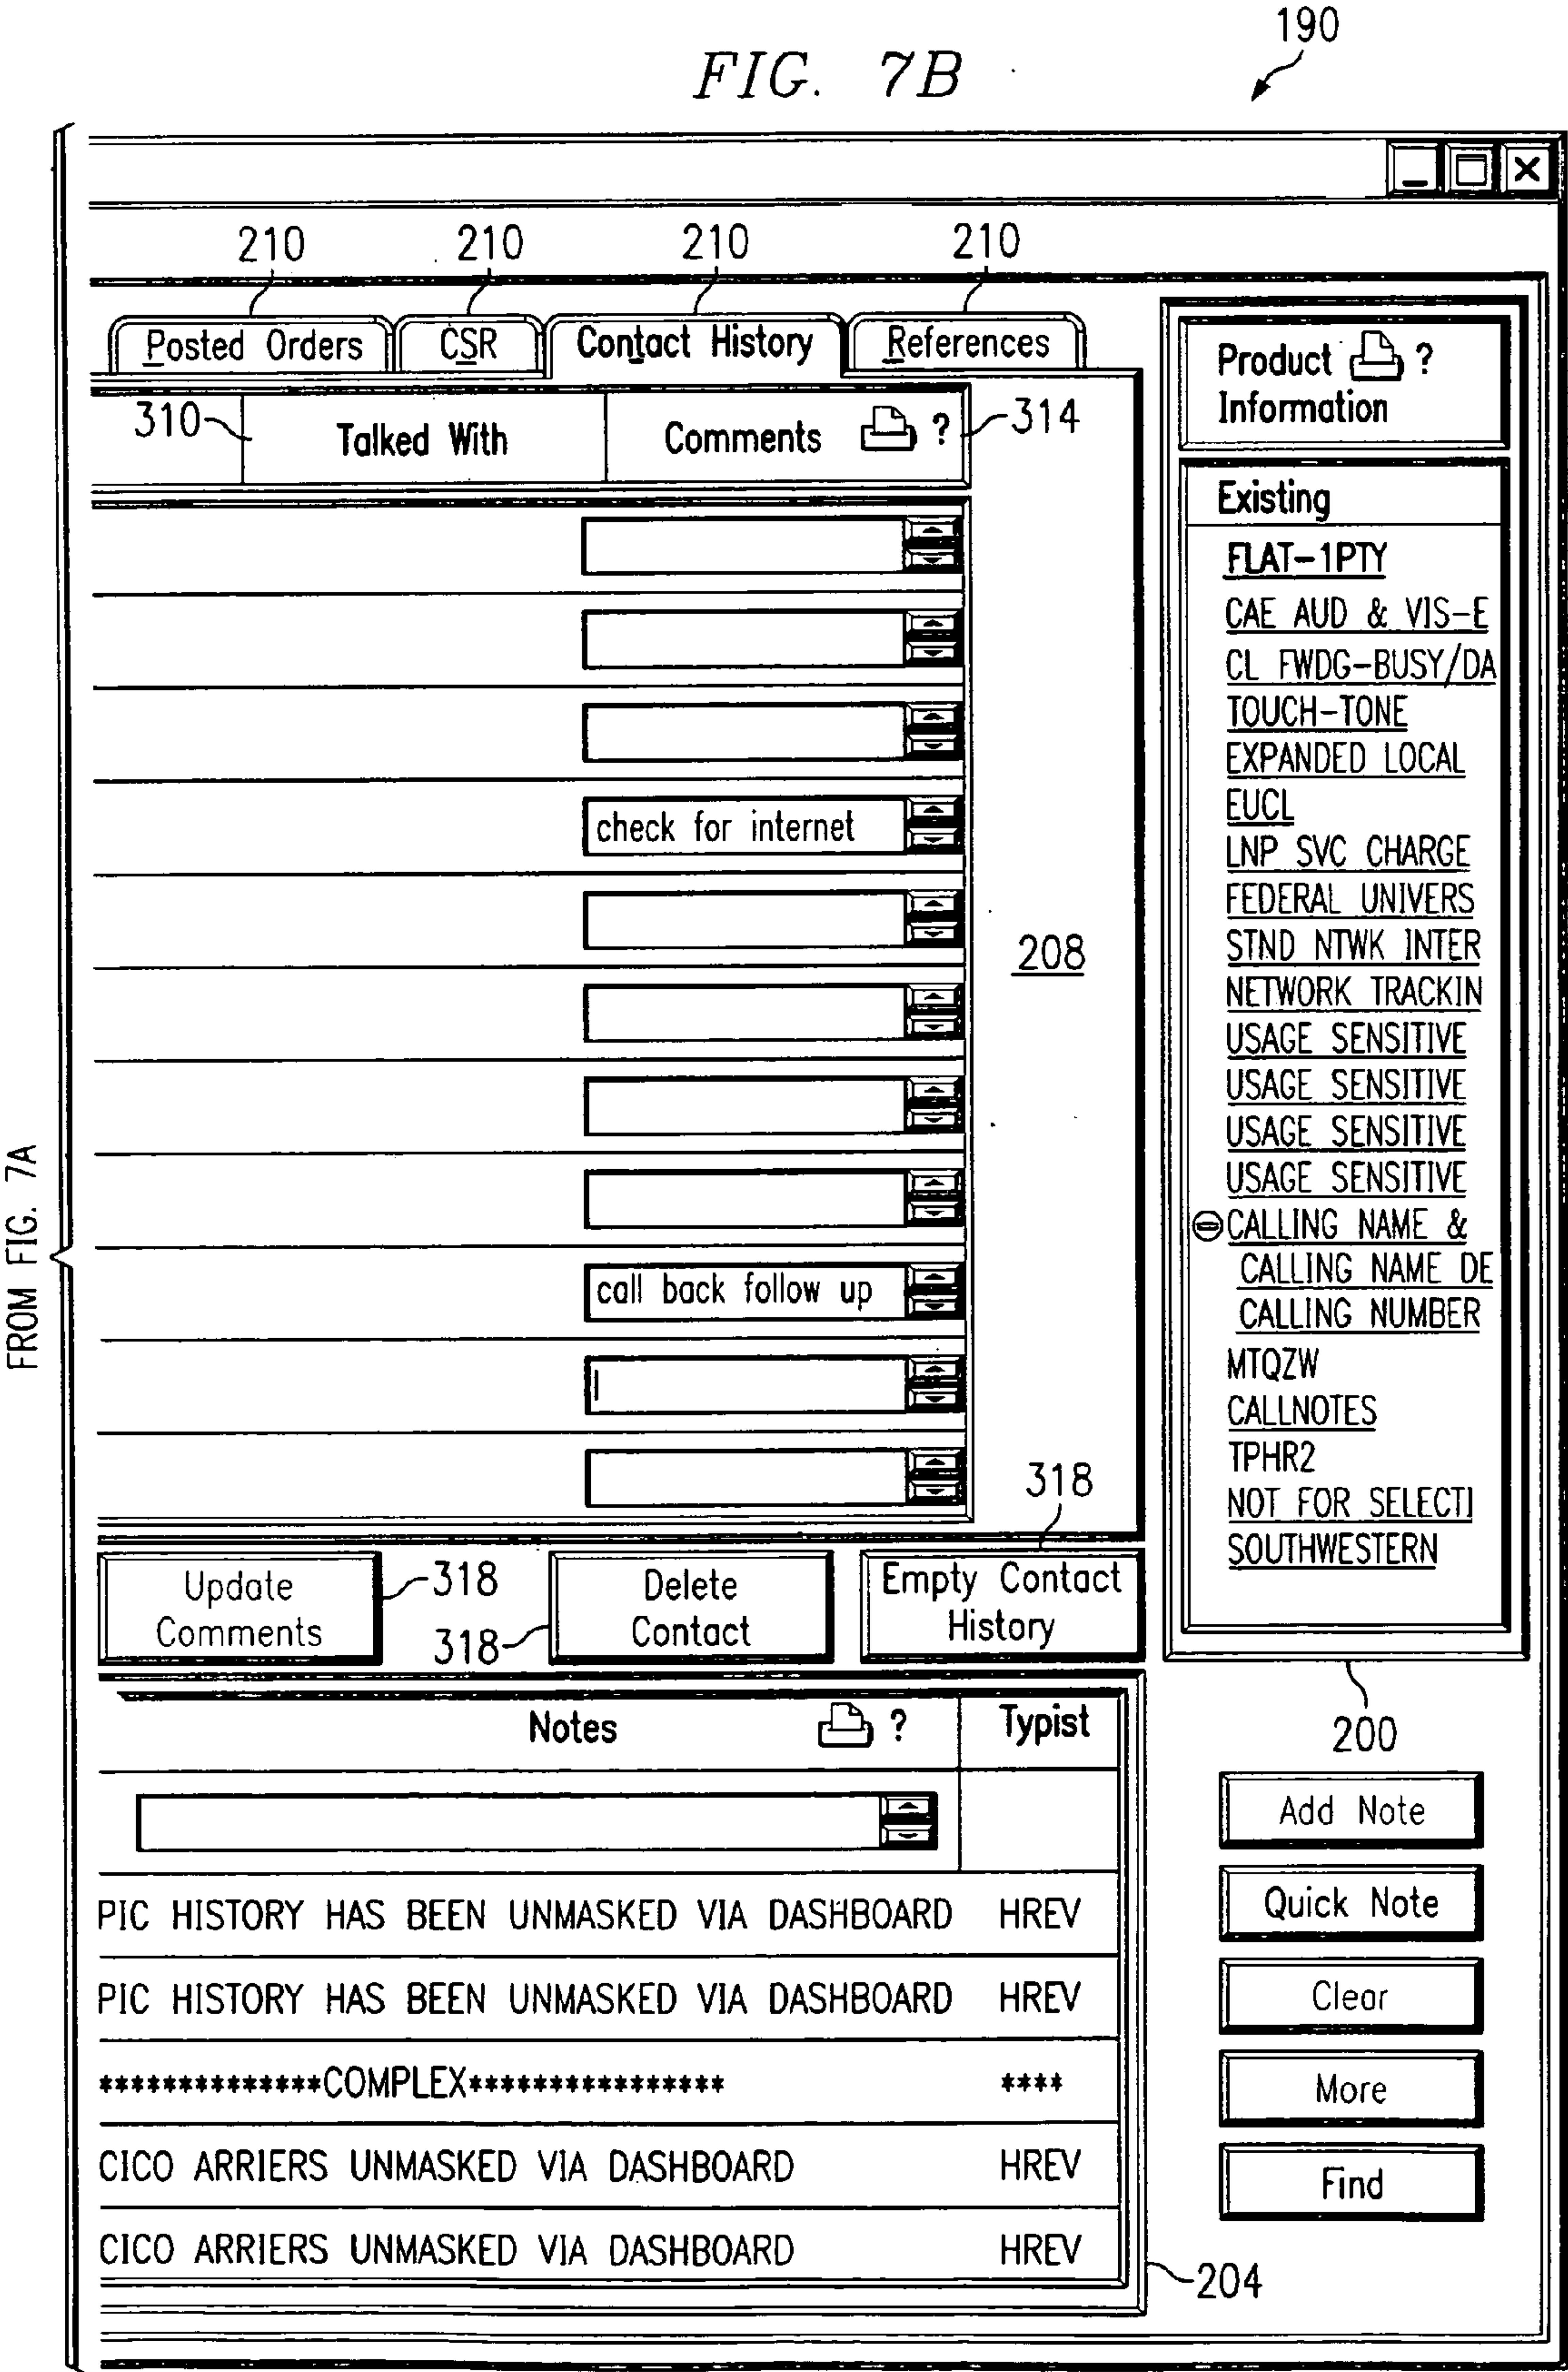 FIG. 7B
190
210 210 210 210
Posted Orders CSR Contact History References
310 Talked With Comments ? 314
check for internet
208
call back follow up
318
Update Comments 318
318 Delete Contact
Empty Contact History
Product ?
Information
Existing
FLAT-1PTY
CAE AUD & VIS-E
CL FWDG-BUSY/DA
TOUCH-TONE
EXPANDED LOCAL
EUCL
LNP SVC CHARGE
FEDERAL UNIVERS
STND NTWK INTER
NETWORK TRACKIN
USAGE SENSITIVE
USAGE SENSITIVE
USAGE SENSITIVE
USAGE SENSITIVE
CALLING NAME &
CALLING NAME DE
CALLING NUMBER
MTQZW
CALLNOTES
TPHR2
NOT FOR SELECTI
SOUTHWESTERN
200
Notes ? Typist
PIC HISTORY HAS BEEN UNMASKED VIA DASHBOARD HREV
PIC HISTORY HAS BEEN UNMASKED VIA DASHBOARD HREV
**************COMPLEX**************** ****
CICO ARRIERS UNMASKED VIA DASHBOARD HREV
CICO ARRIERS UNMASKED VIA DASHBOARD HREV
204
Add Note
Quick Note
Clear
More
Find
FROM FIG. 7A